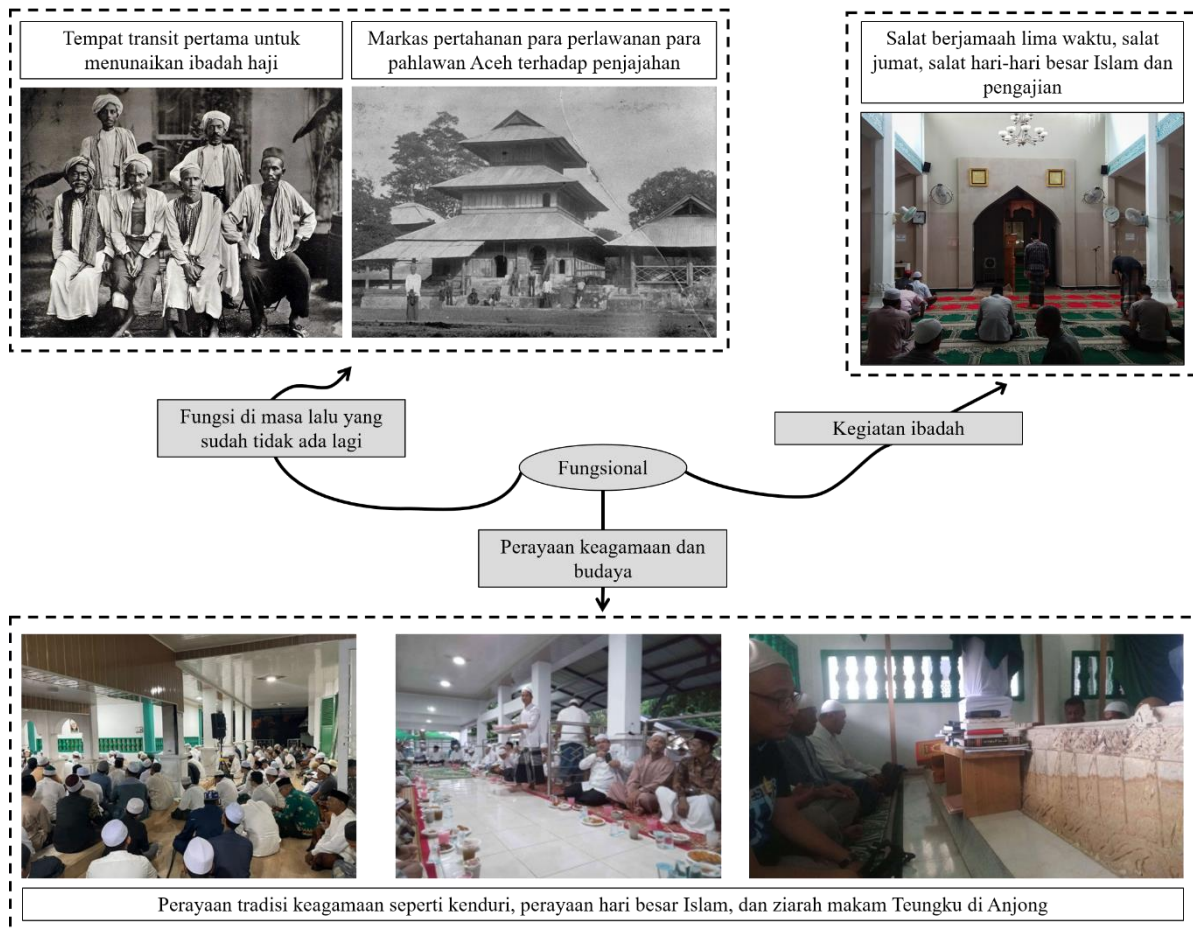 Tempat transit pertama untuk
menunaikan ibadah haji
Markas pertahanan para perlawanan para
pahlawan Aceh terhadap penjajahan
Salat berjamaah lima waktu, salat
jumat, salat hari-hari besar Islam dan
pengajian
Fungsi di masa lalu yang
sudah tidak ada lagi
Kegiatan ibadah
Fungsional
Perayaan keagamaan dan
budaya
Perayaan tradisi keagamaan seperti kenduri, perayaan hari besar Islam, dan ziarah makam Teungku di Anjong